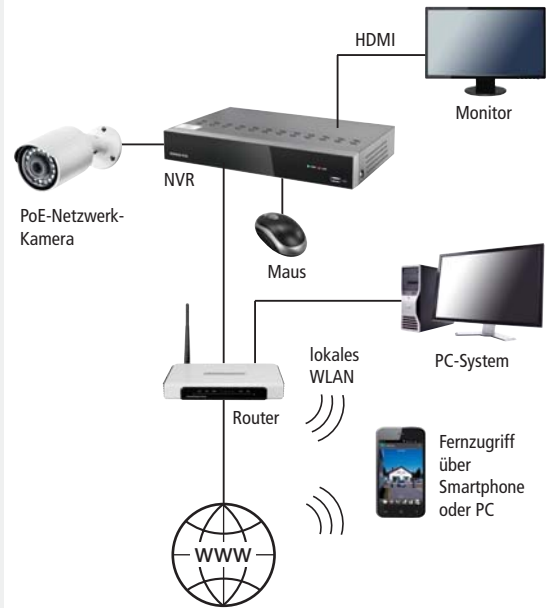 HDMI
Monitor
NVR
PoE-Netzwerk-
Kamera
Maus
lokales
WLAN
PC-System
Router
Fernzugriff
über
Smartphone
oder PC
WWW